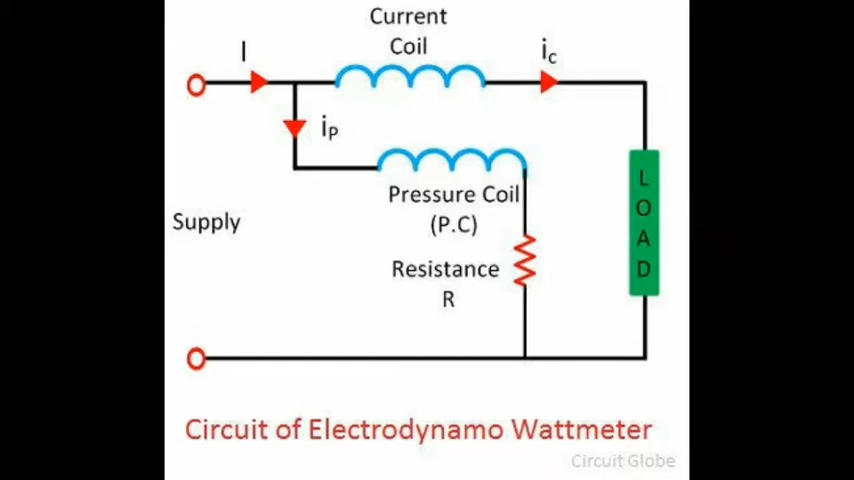 Current
Coil
I
ic
iP
Pressure Coil
(P.C)
Supply
Resistance
R
LOAD
Circuit of Electrodynamo Wattmeter
Circuit Globe